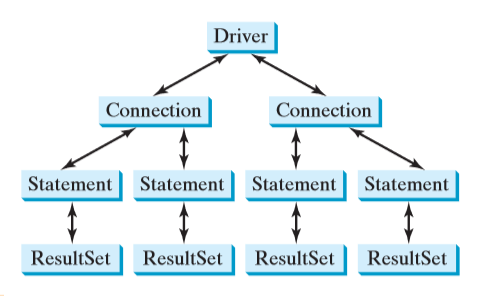 Driver
Connection Connection
Statement Statement Statement Statement
ResultSet ResultSet ResultSet ResultSet